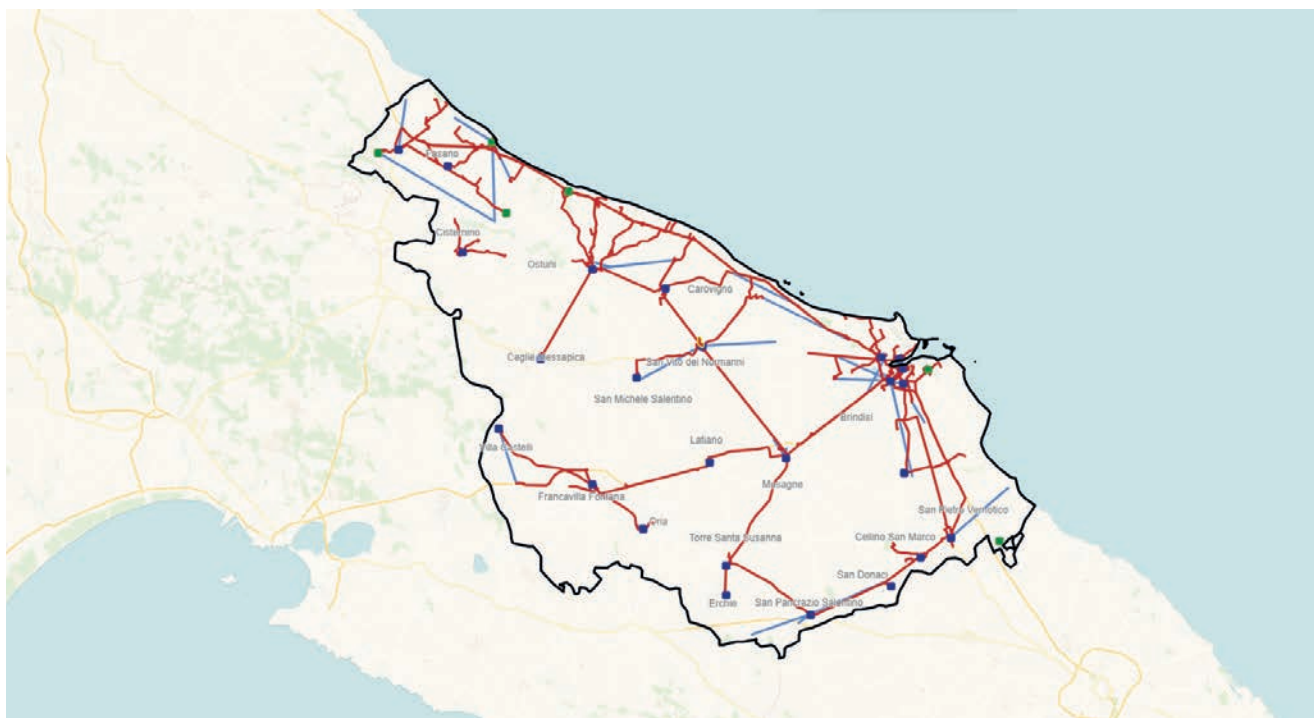 Fasano
Cisternino
Ostuni
Carovigno
Ceglie Messapica
San Vito dei Normanni
San Michele Salentino
Brindisi
Latiano
Villa Castelli
Mesagne
Francavilla Fontana
San Pietro Vernotico
Oria
Torre Santa Susanna
Cellino San Marco
San Donaci
Erchie
San Pancrazio Salentino